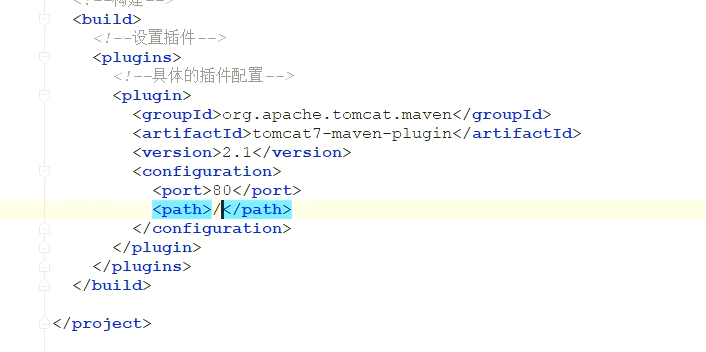 <!--构建-->
<build>
<!--设置插件-->
<plugins>
<!--具体的插件配置-->
<plugin>
<groupId>org.apache.tomcat.maven</groupId>
<artifactId>tomcat7-maven-plugin</artifactId>
<version>2.1</version>
<configuration>
<port>80</port>
<path>/</path>
</configuration>
</plugin>
</plugins>
</build>
</project>